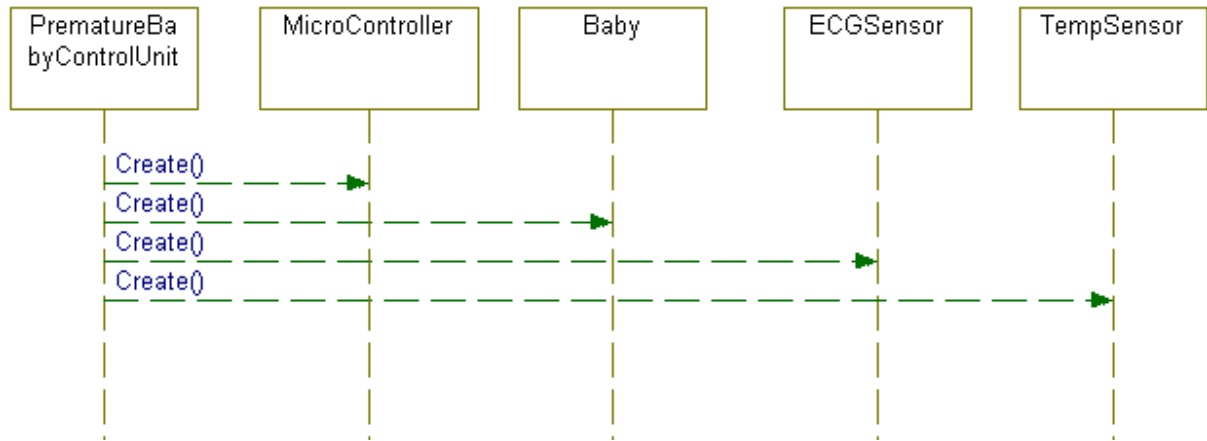 PrematureBa
byControlUnit
MicroController
Baby
ECGSensor
TempSensor
Create()
Create()
Create()
Create()